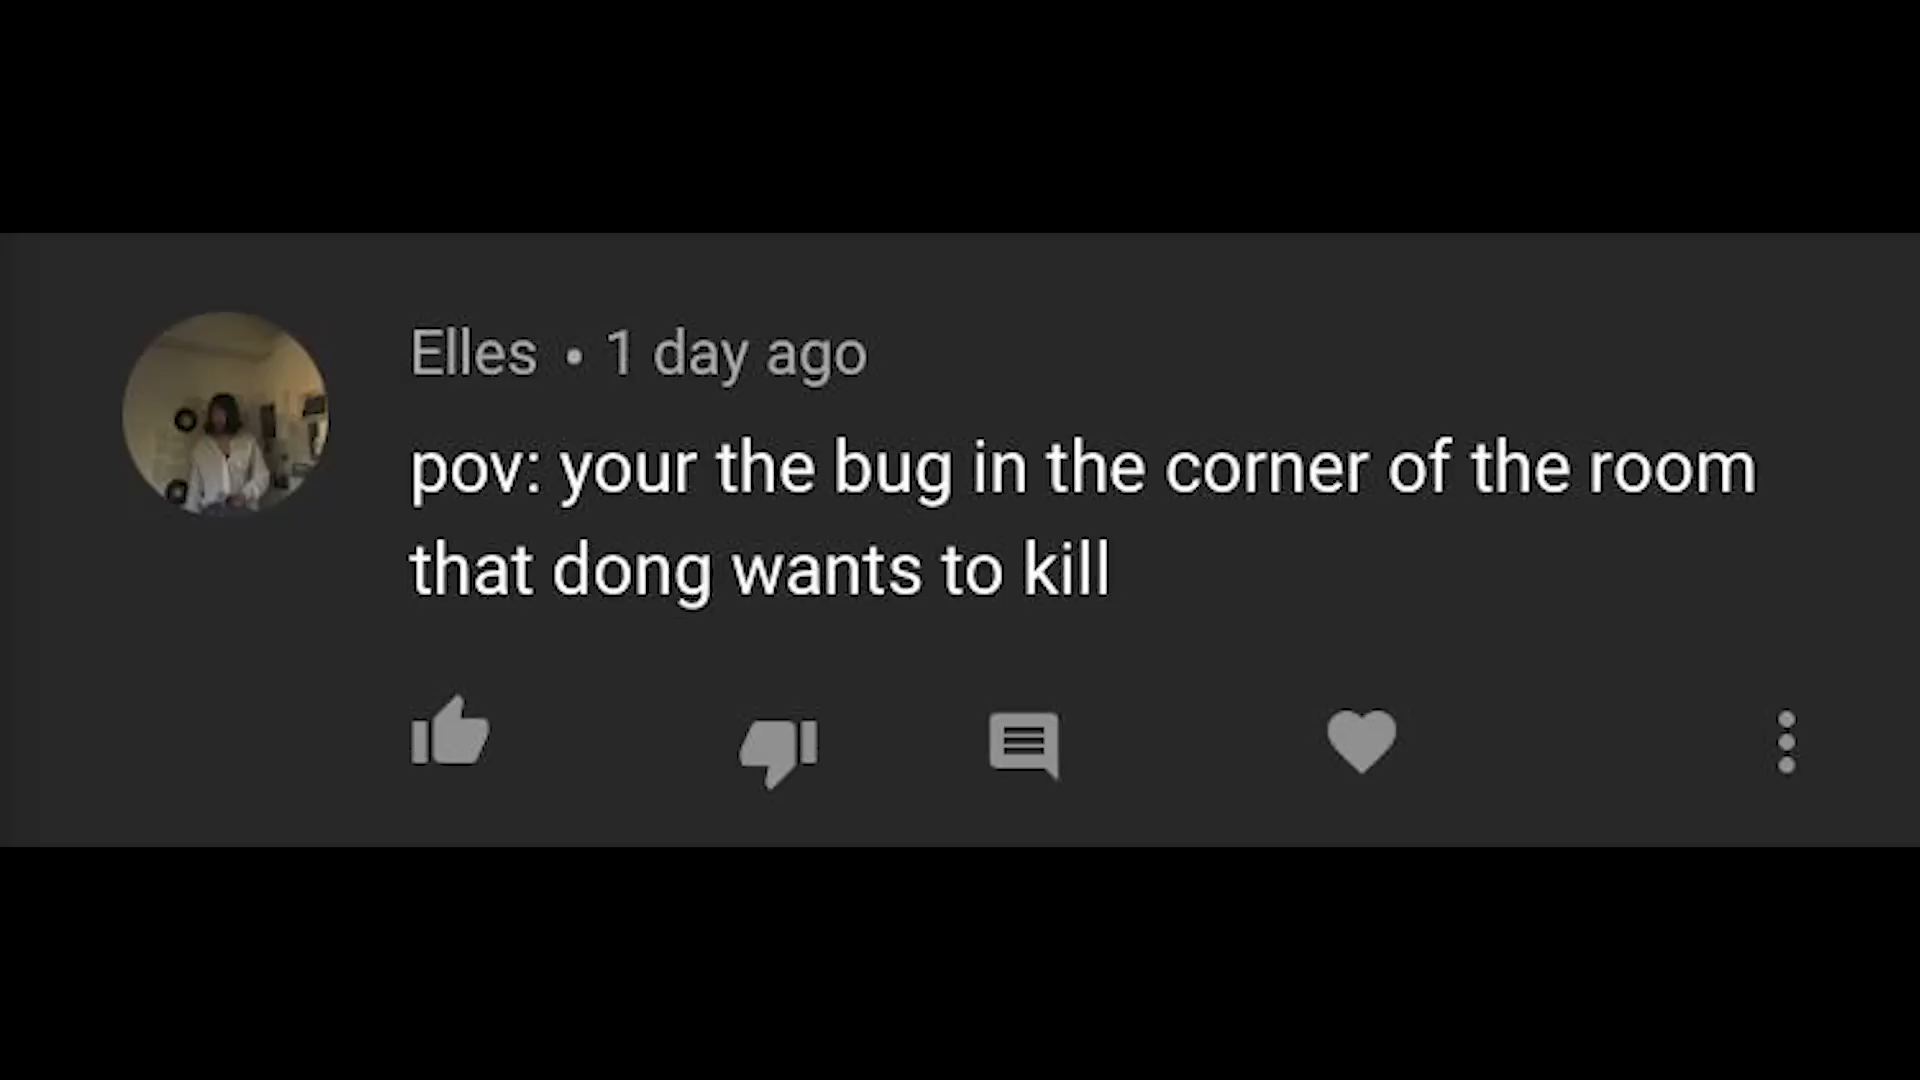 Elles • 1 day ago
pov: your the bug in the corner of the room
that dong wants to kill